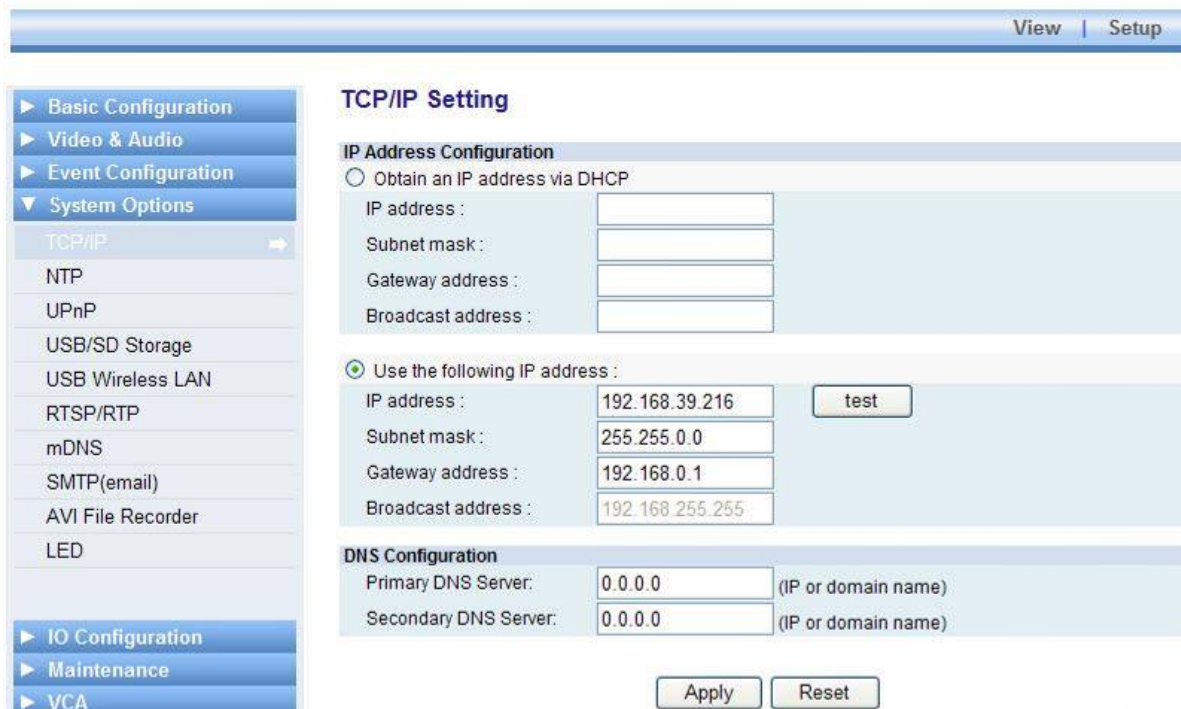 View | Setup
Basic Configuration
Video & Audio
Event Configuration
System Options
TCP/IP
NTP
UPnP
USB/SD Storage
USB Wireless LAN
RTSP/RTP
mDNS
SMTP(email)
AVI File Recorder
LED
IO Configuration
Maintenance
VCA
TCP/IP Setting
IP Address Configuration
Obtain an IP address via DHCP
IP address :
Subnet mask :
Gateway address :
Broadcast address :
Use the following IP address :
IP address : 192.168.39.216 test
Subnet mask : 255.255.0.0
Gateway address : 192.168.0.1
Broadcast address : 192.168.255.255
DNS Configuration
Primary DNS Server: 0.0.0.0 (IP or domain name)
Secondary DNS Server: 0.0.0.0 (IP or domain name)
Apply Reset